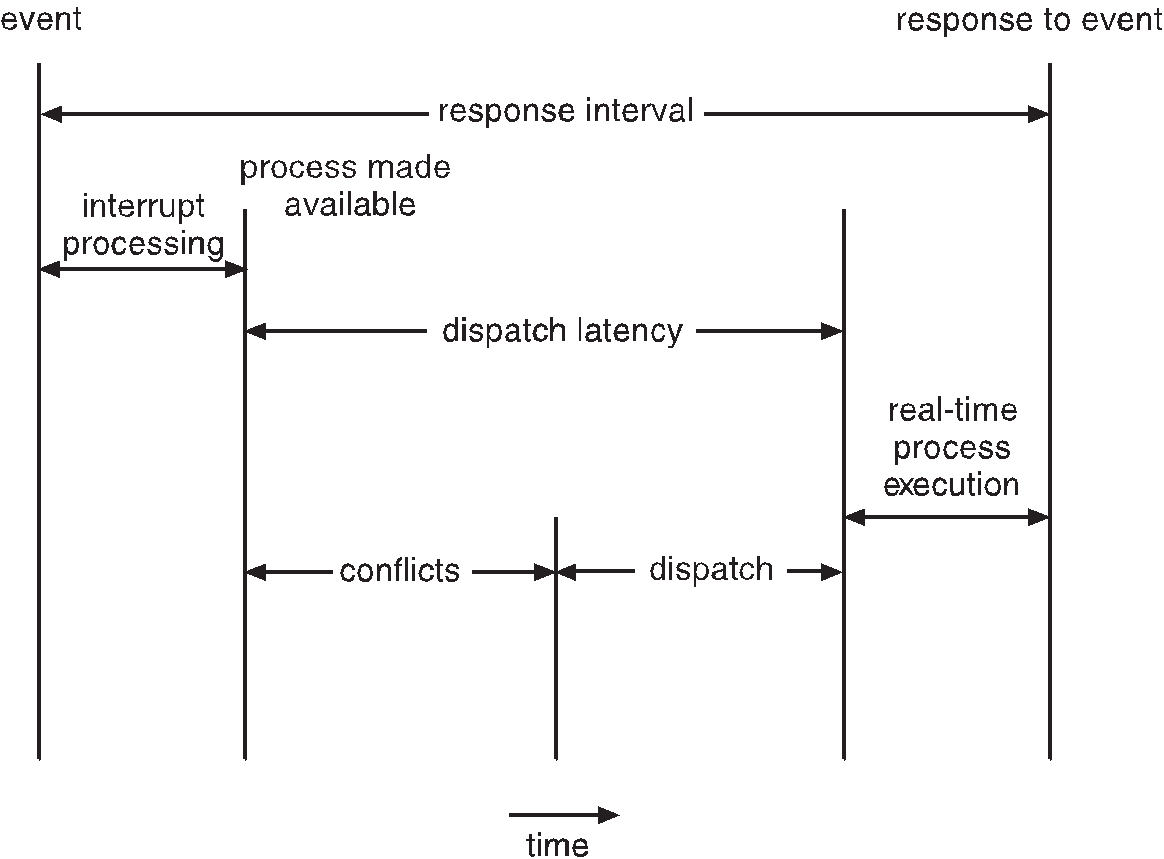 event
response to event
response interval
process made
available
interrupt
processing
dispatch latency
real-time
process
execution
conflicts
dispatch
time